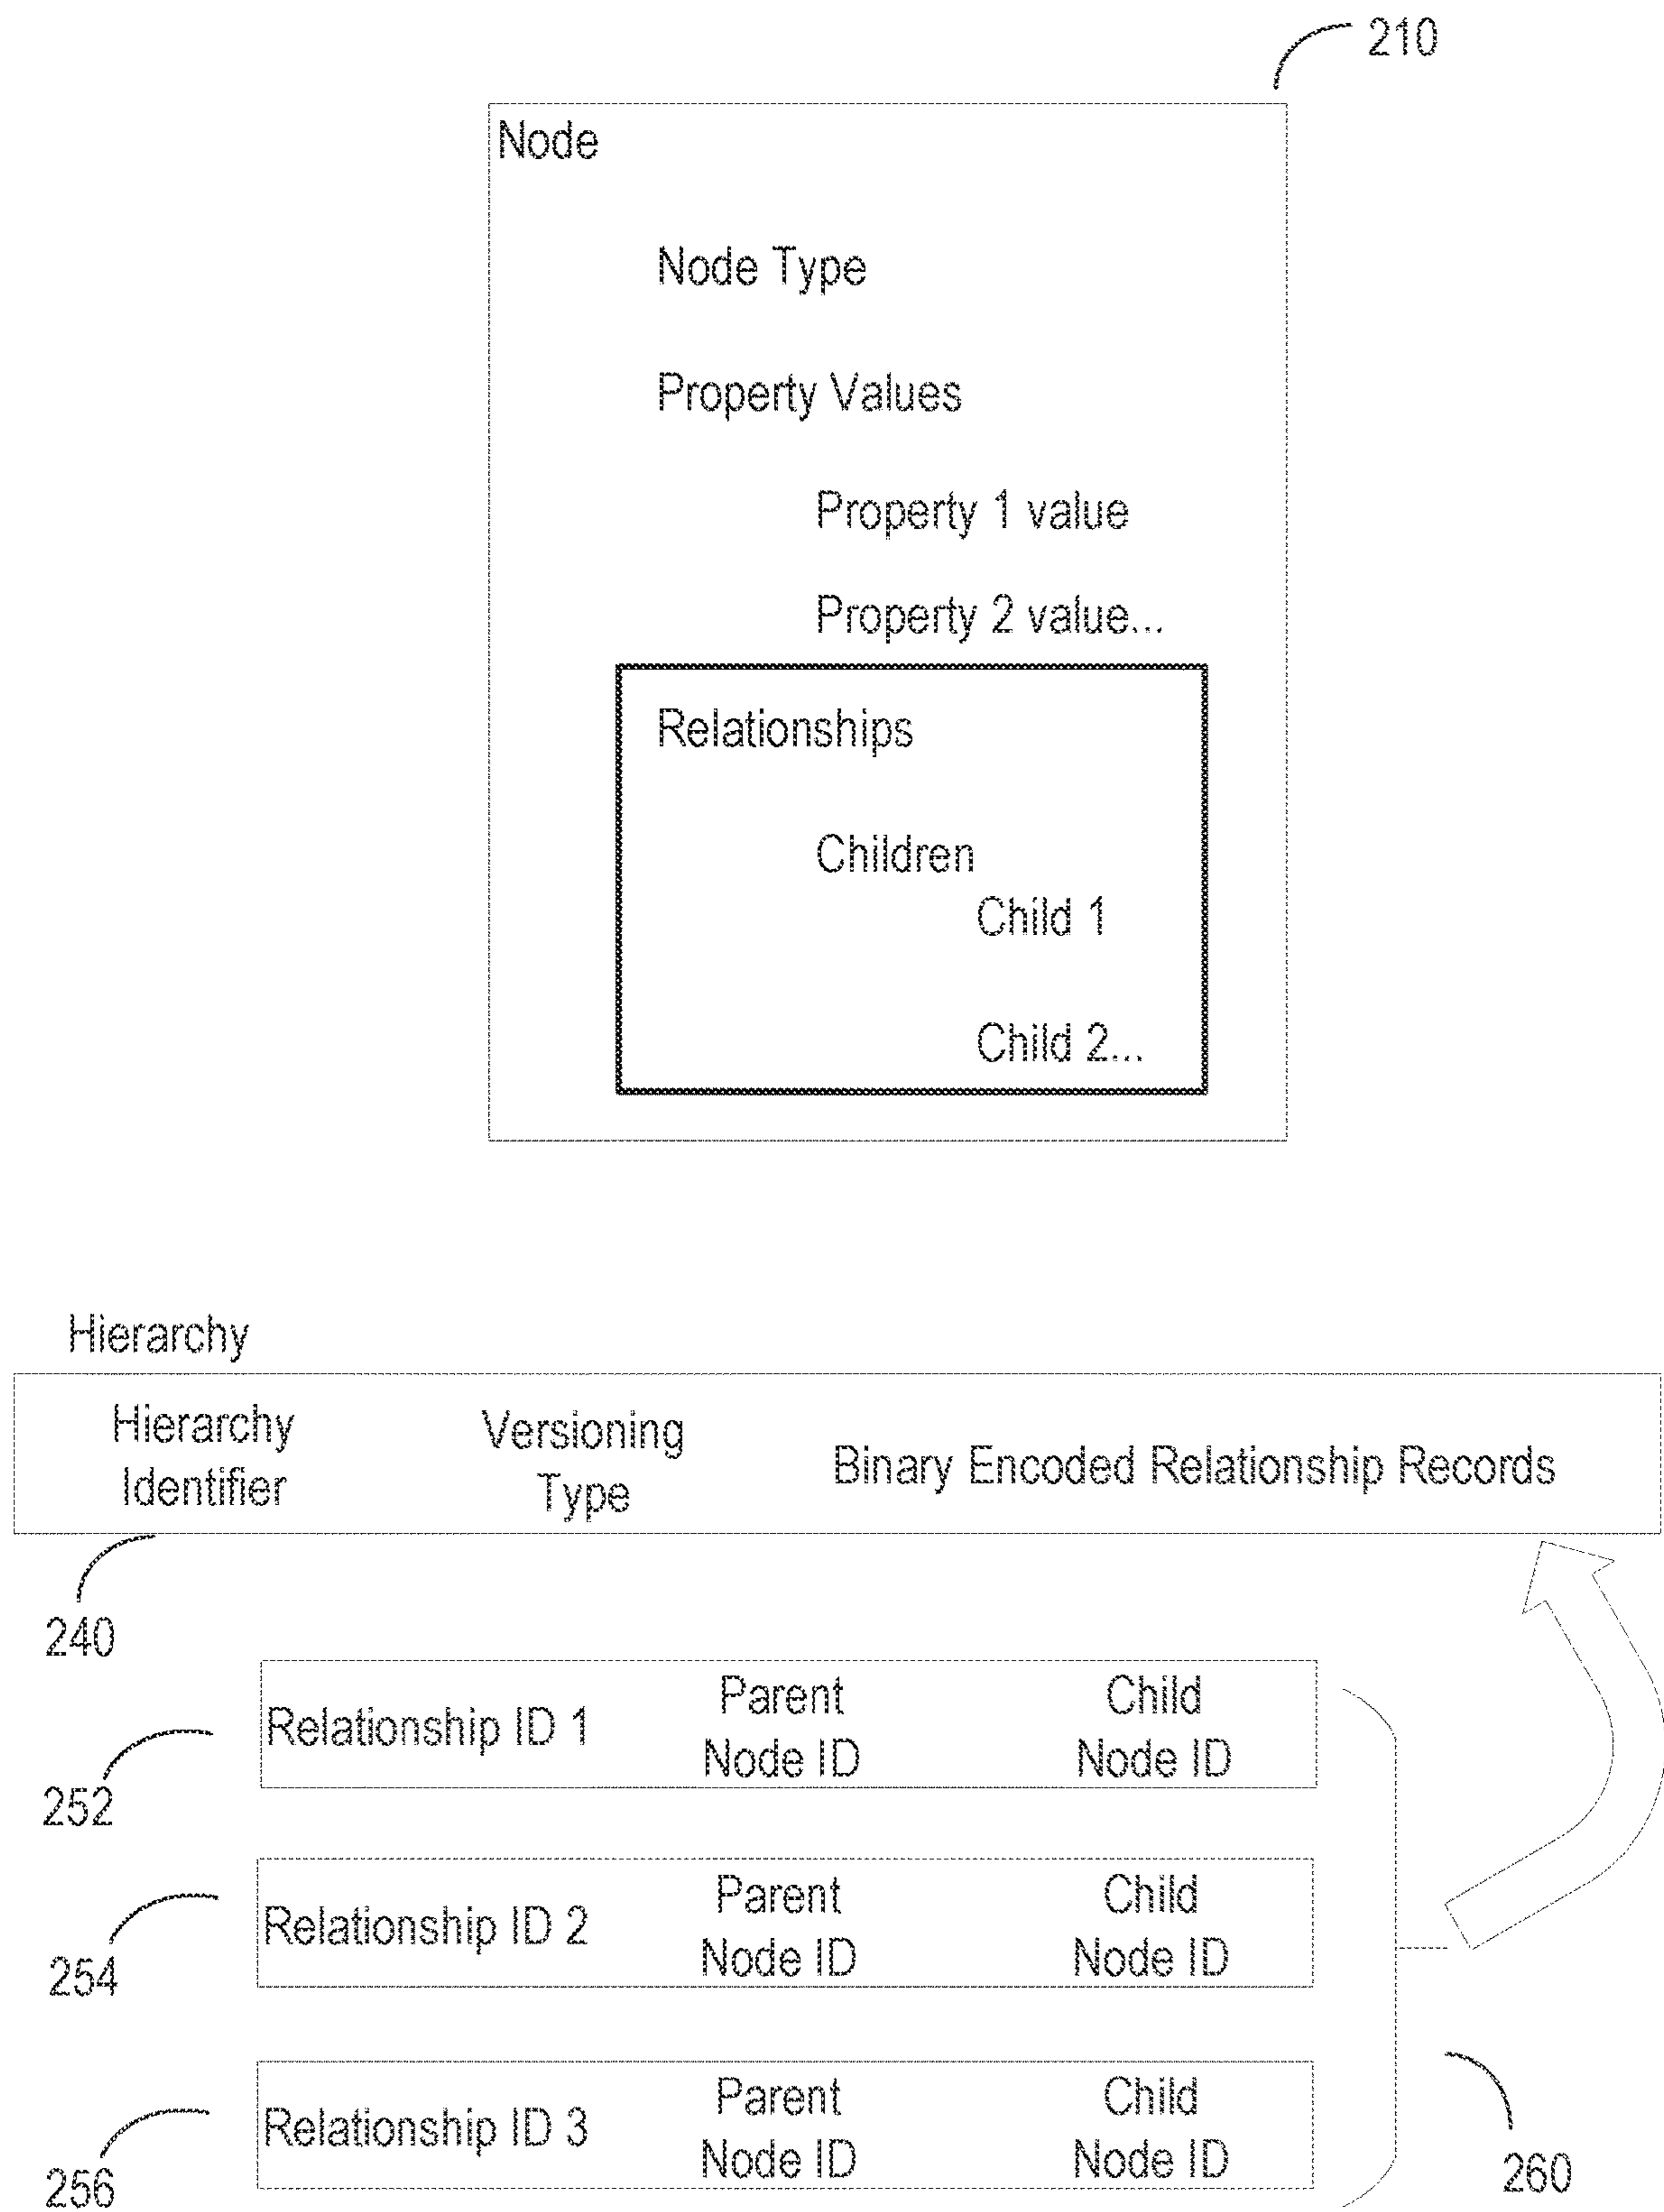 210
Node
Node Type
Property Values
Property 1 value
Property 2 value...
Relationships
Children
Child 1
Child 2...
Hierarchy
Hierarchy
Identifier
Versioning
Type
Binary Encoded Relationship Records
240
Relationship ID 1
Parent
Node ID
Child
Node ID
252
Relationship ID 2
Parent
Node ID
Child
Node ID
254
Relationship ID 3
Parent
Node ID
Child
Node ID
256
260